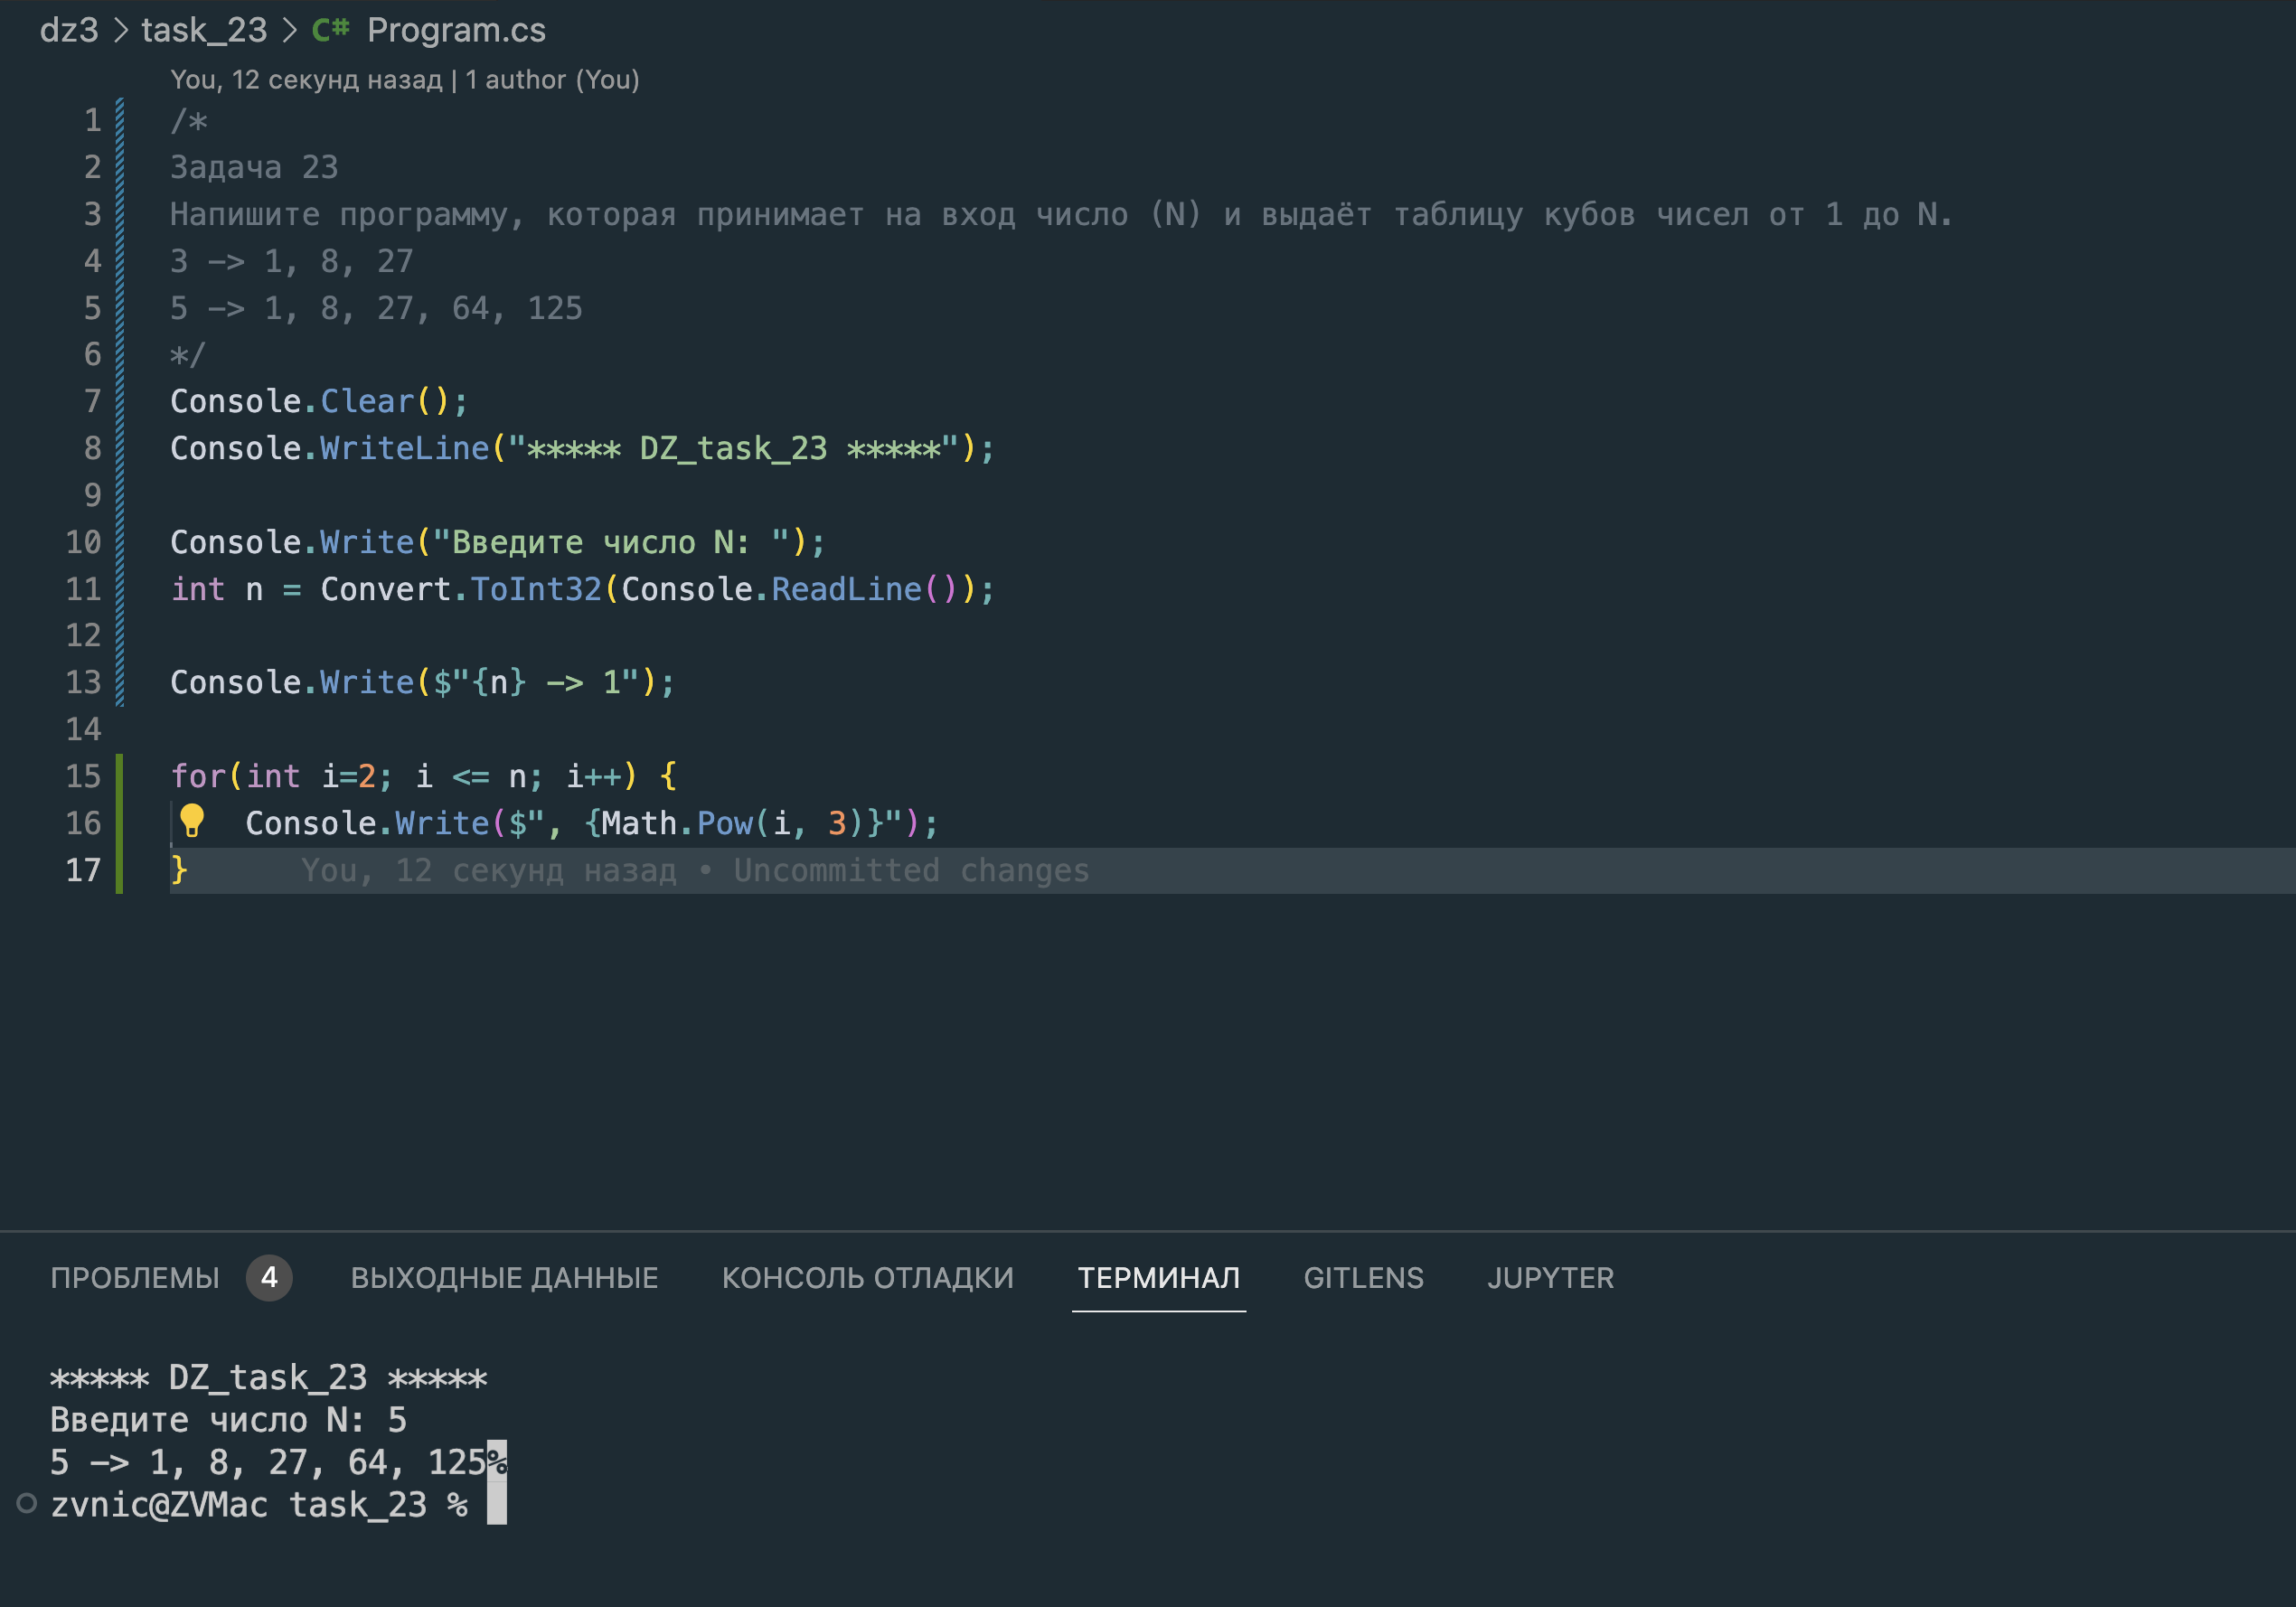 dz3 > task_23 > C# Program.cs
You, 12 секунд назад | 1 author (You)
1 /*
2 Задача 23
3 Напишите программу, которая принимает на вход число (N) и выдаёт таблицу кубов чисел от 1 до N.
4 3 -> 1, 8, 27
5 5 -> 1, 8, 27, 64, 125
6 */
7 Console.Clear();
8 Console.WriteLine("***** DZ_task_23 *****");
9
10 Console.Write("Введите число N: ");
11 int n = Convert.ToInt32(Console.ReadLine());
12
13 Console.Write($"{n} -> 1");
14
15 for(int i=2; i <= n; i++) {
16 Console.Write($", {Math.Pow(i, 3)}");
17 } You, 12 секунд назад • Uncommitted changes
ПРОБЛЕМЫ 4 ВЫХОДНЫЕ ДАННЫЕ КОНСОЛЬ ОТЛАДКИ ТЕРМИНАЛ GITLENS JUPYTER
***** DZ_task_23 *****
Введите число N: 5
5 -> 1, 8, 27, 64, 125%
zvnic@ZVMac task_23 %